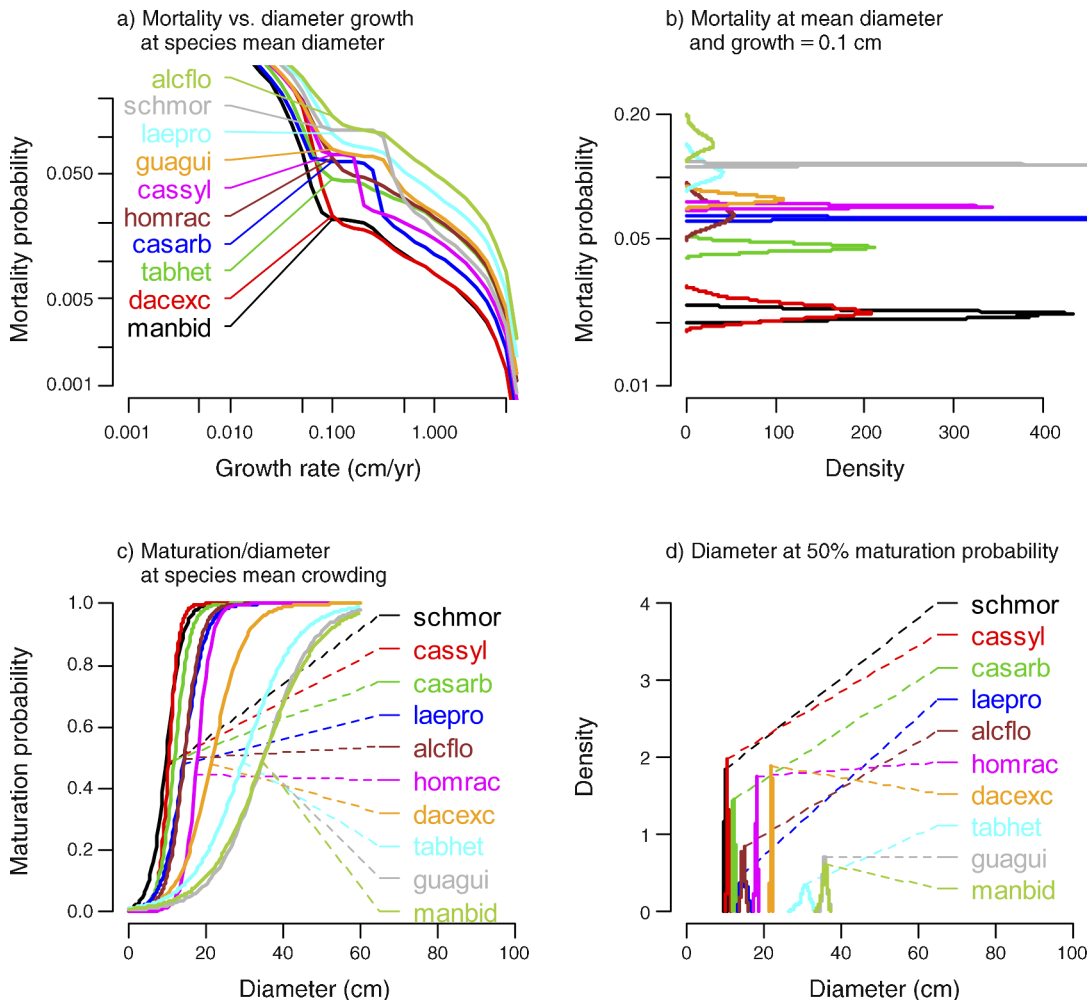 a) Mortality vs. diameter growth
at species mean diameter
alcflo
schmor
laepro
guagui
cassyl
homrac
casarb
tabhet
dacexc
manbid
Mortality probability
0.050
0.005
0.001
0.001
0.010
0.100
1.000
Growth rate (cm/yr)
b) Mortality at mean diameter
and growth = 0.1 cm
Mortality probability
0.20
0.05
0.01
0
100
200
300
400
Density
c) Maturation/diameter
at species mean crowding
Maturation probability
1.0
0.8
0.6
0.4
0.2
0.0
schmor
cassyl
casarb
laepro
alcflo
homrac
dacexc
tabhet
guagui
manbid
0
20
40
60
80
100
Diameter (cm)
d) Diameter at 50% maturation probability
Density
4
3
2
1
0
schmor
cassyl
casarb
laepro
alcflo
homrac
dacexc
tabhet
guagui
manbid
0
20
40
60
80
100
Diameter (cm)